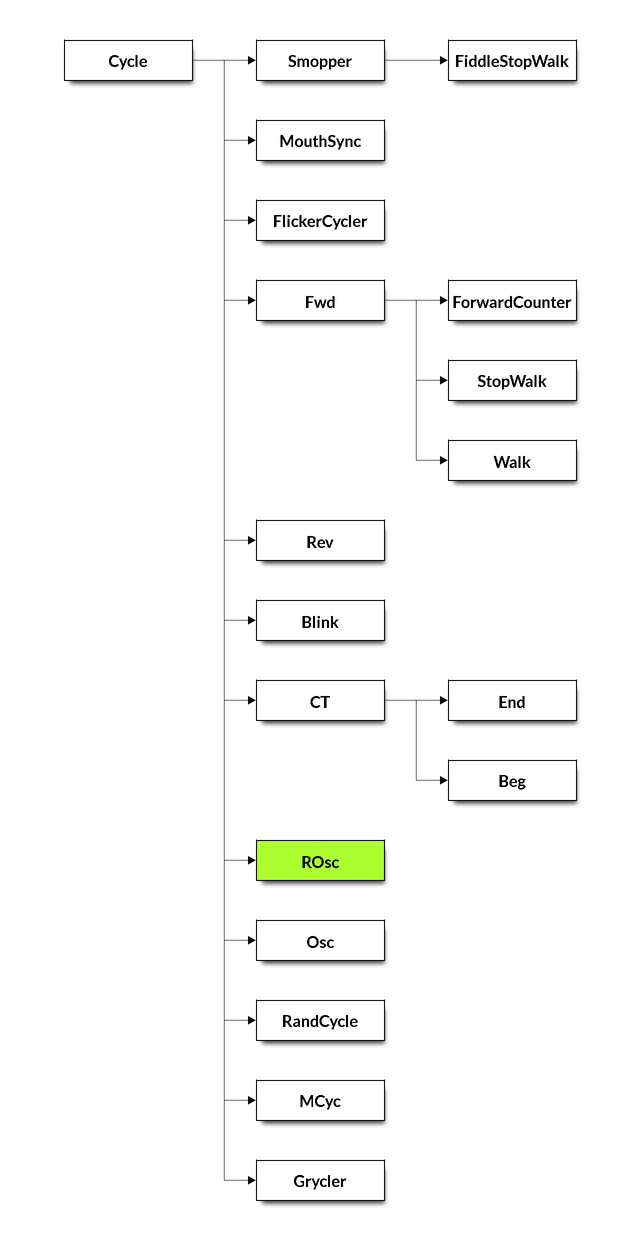 Cycle
Smopper
FiddleStopWalk
MouthSync
FlickerCycler
Fwd
ForwardCounter
StopWalk
Walk
Rev
Blink
CT
End
Beg
ROsc
Osc
RandCycle
MCyc
Grycler